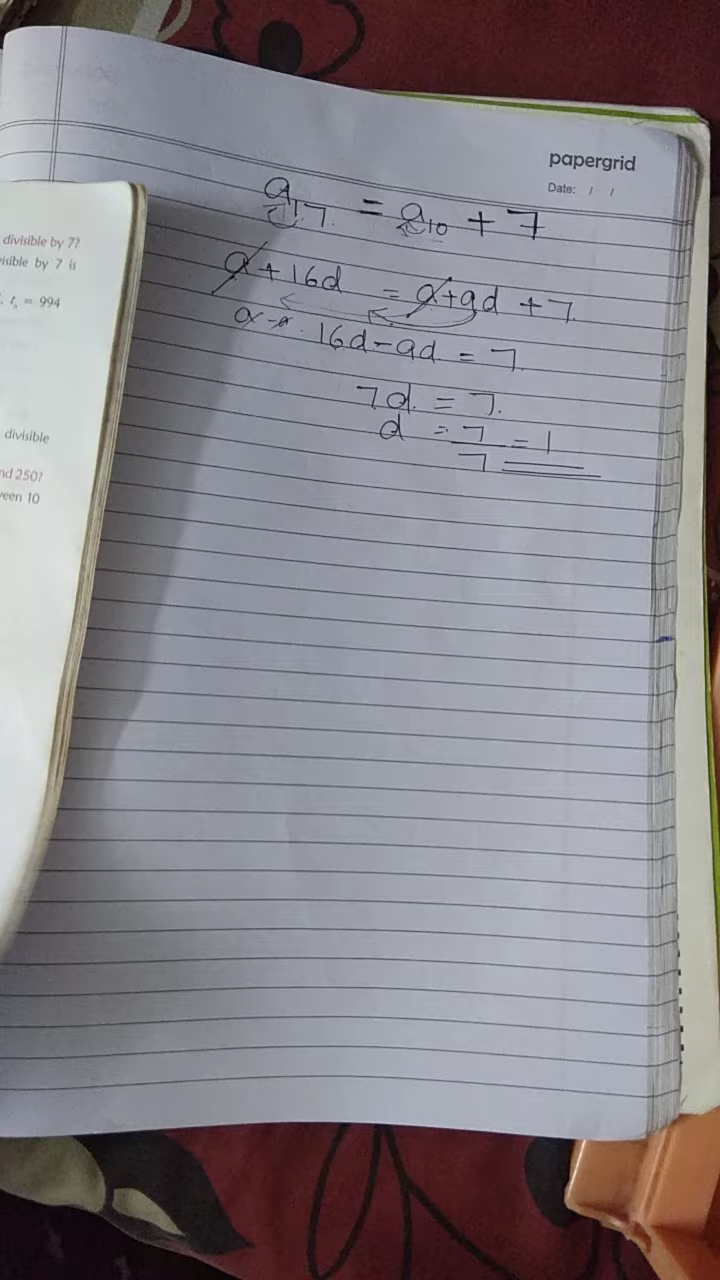 papergrid
Date: / /
divisible by 7?
visible by 7 is
tₙ = 994
divisible
nd 250?
veen 10
a₁₇ = a₁₀ + 7
a + 16d = a + 9d + 7
a - a 16d - 9d = 7
7d = 7
d = 7/7 = 1